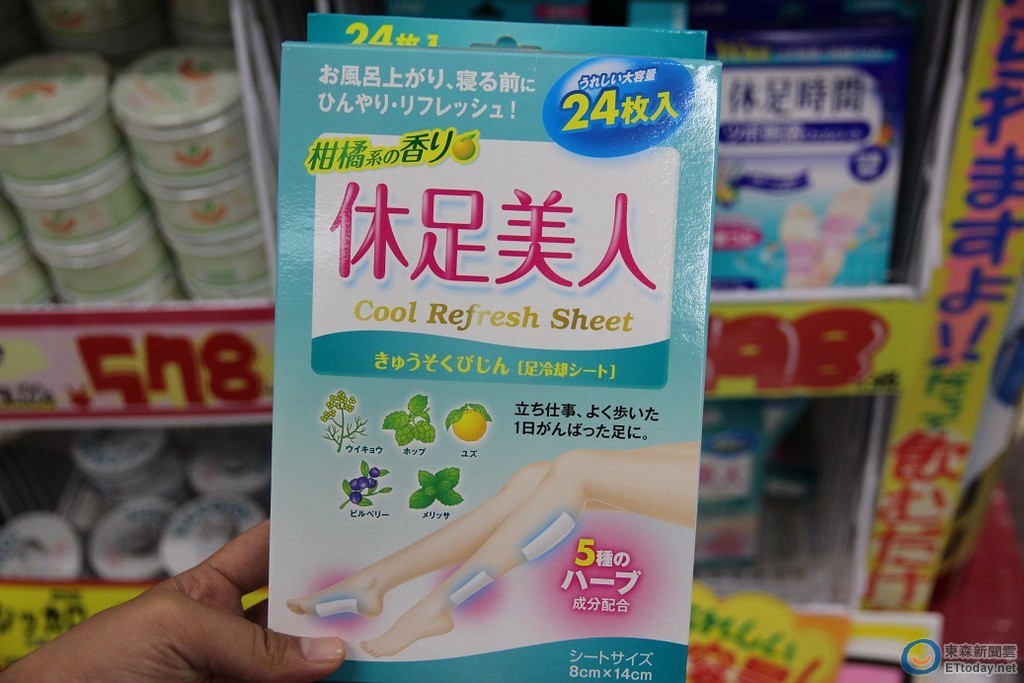 24枚入
お風呂上がり、寝る前に
ひんやり・リフレッシュ!
うれしい大容量
24枚入
柑橘系の香り
休足美人
Cool Refresh Sheet
きゅうそくびじん [足冷却シート]
ウイキョウ
ホップ
ユズ
ビルベリー
メリッサ
立ち仕事、よく歩いた
1日がんばった足に。
5種の
ハーブ
成分配合
シートサイズ
8cm×14cm
休足時間
¥578
98
東森新聞雲
ETtoday.net